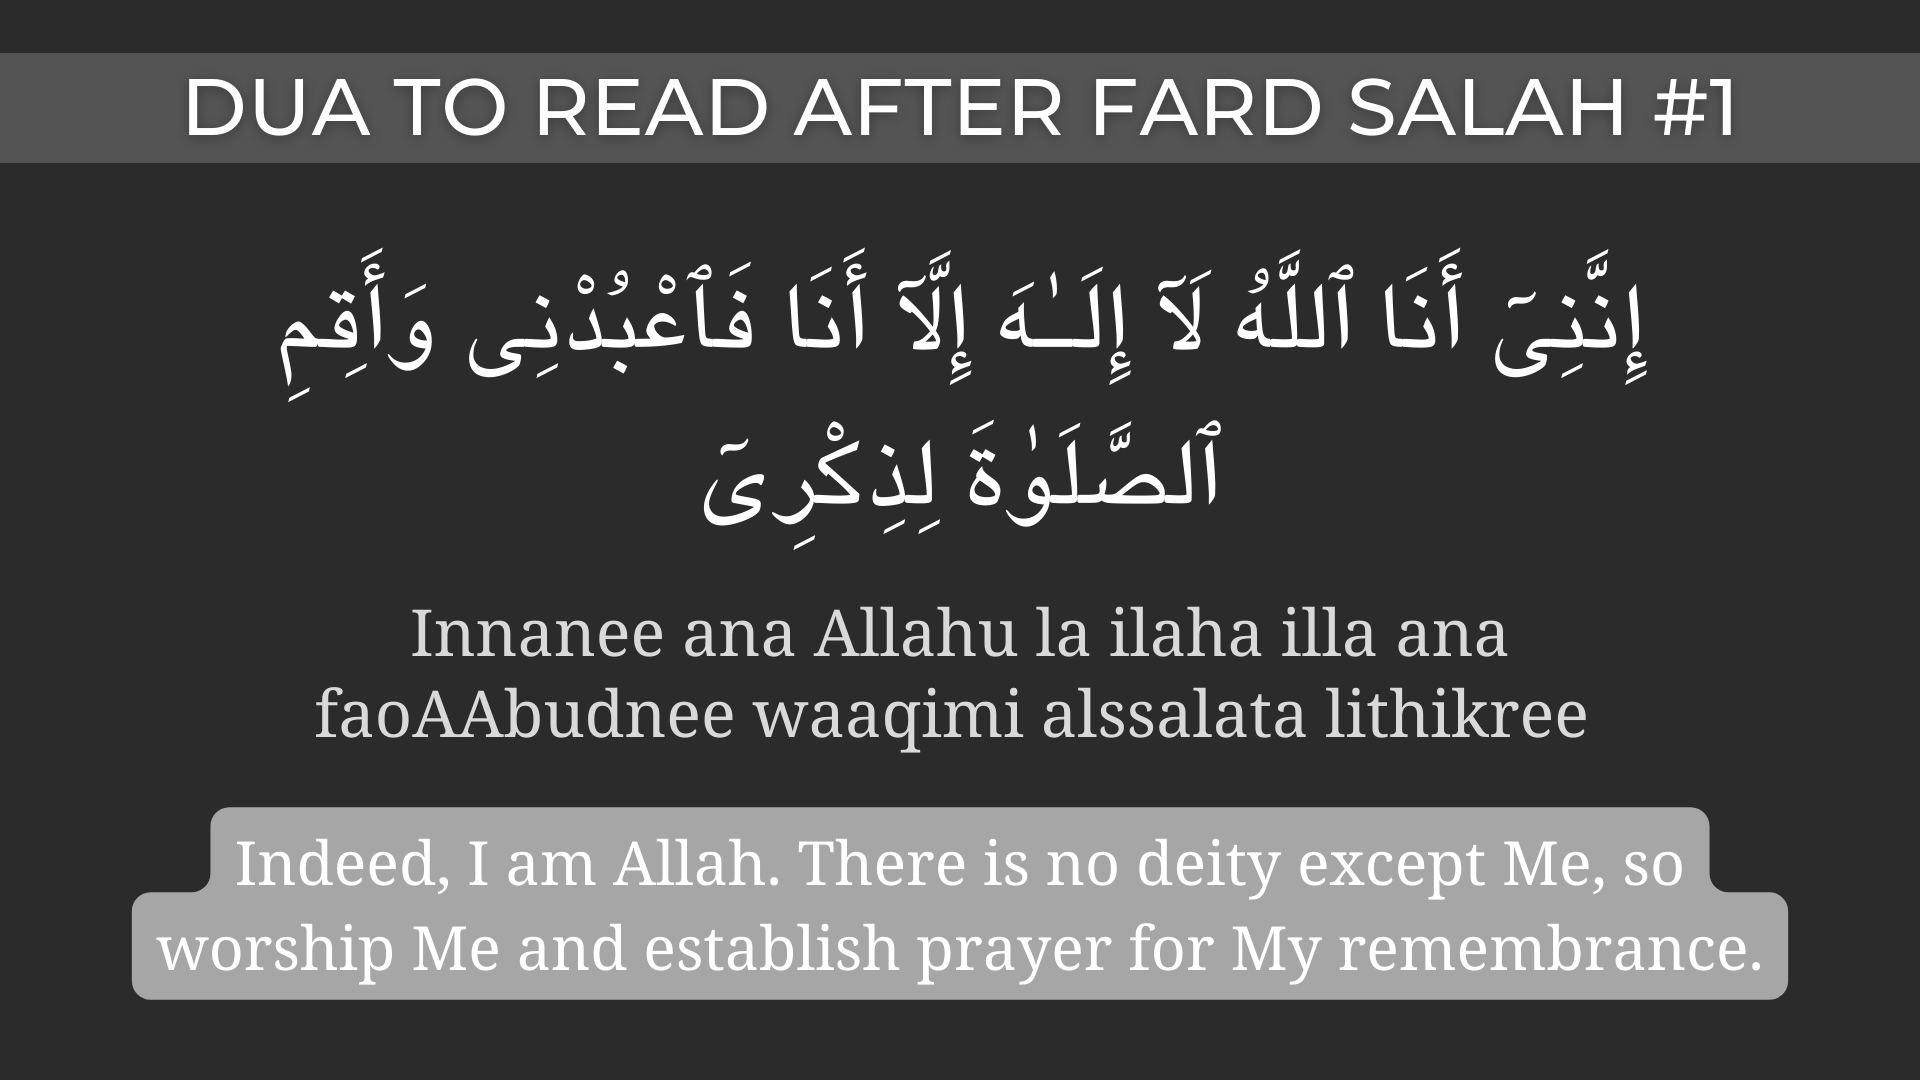 DUA TO READ AFTER FARD SALAH #1
إِنَّنِىٓ أَنَا ٱللَّهُ لَآ إِلَـٰهَ إِلَّآ أَنَا فَٱعْبُدْنِى وَأَقِمِ
ٱلصَّلَوٰةَ لِذِكْرِىٓ
Innanee ana Allahu la ilaha illa ana
faoAAbudnee waaqimi alssalata lithikree
Indeed, I am Allah. There is no deity except Me, so
worship Me and establish prayer for My remembrance.